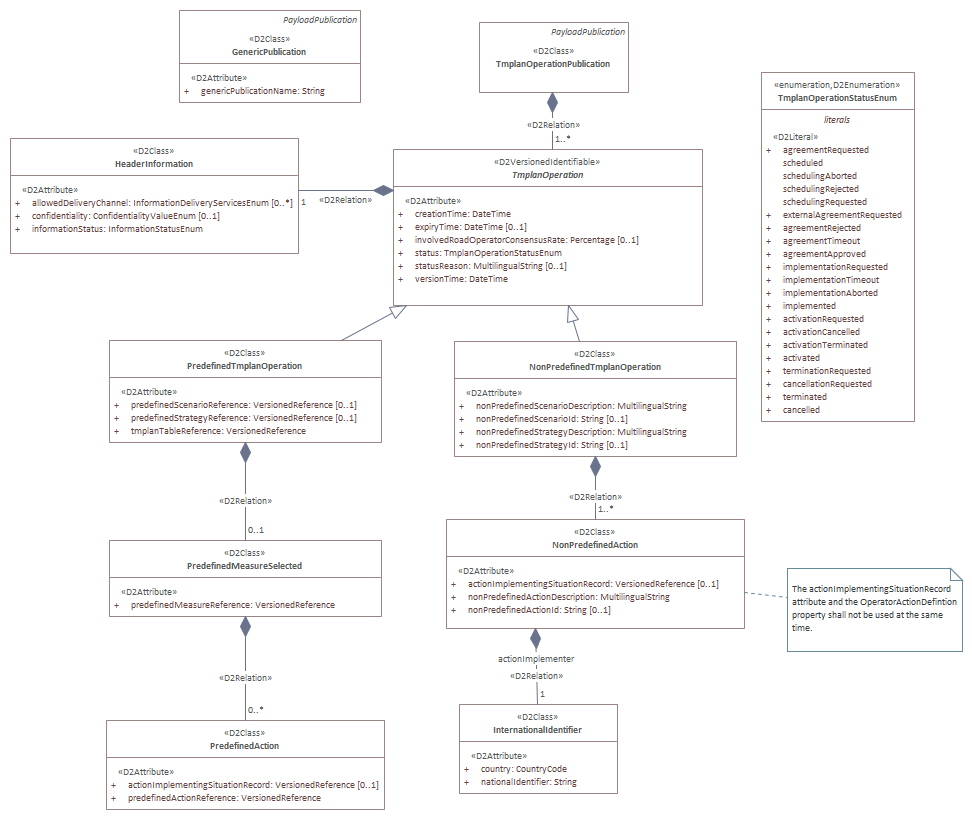 PayloadPublication
«D2Class»
GenericPublication
«D2Attribute»
+ genericPublicationName: String
PayloadPublication
«D2Class»
TmplanOperationPublication
«D2Relation»
1..*
«enumeration,D2Enumeration»
TmplanOperationStatusEnum
literals
«D2Literal»
+ agreementRequested
scheduled
schedulingAborted
schedulingRejected
schedulingRequested
+ externalAgreementRequested
+ agreementRejected
+ agreementTimeout
+ agreementApproved
+ implementationRequested
+ implementationTimeout
+ implementationAborted
+ implemented
+ activationRequested
+ activationCancelled
+ activationTerminated
+ activated
+ terminationRequested
+ cancellationRequested
+ terminated
+ cancelled
«D2Class»
HeaderInformation
«D2Attribute»
+ allowedDeliveryChannel: InformationDeliveryServicesEnum [0..*]
+ confidentiality: ConfidentialityValueEnum [0..1]
+ informationStatus: InformationStatusEnum
1
«D2Relation»
«D2VersionedIdentifiable»
TmplanOperation
«D2Attribute»
+ creationTime: DateTime
+ expiryTime: DateTime [0..1]
+ involvedRoadOperatorConsensusRate: Percentage [0..1]
+ status: TmplanOperationStatusEnum
+ statusReason: MultilingualString [0..1]
+ versionTime: DateTime
«D2Class»
PredefinedTmplanOperation
«D2Attribute»
+ predefinedScenarioReference: VersionedReference [0..1]
+ predefinedStrategyReference: VersionedReference [0..1]
+ tmplanTableReference: VersionedReference
«D2Relation»
0..1
«D2Class»
PredefinedMeasureSelected
«D2Attribute»
+ predefinedMeasureReference: VersionedReference
«D2Relation»
0..*
«D2Class»
PredefinedAction
«D2Attribute»
+ actionImplementingSituationRecord: VersionedReference [0..1]
+ predefinedActionReference: VersionedReference
«D2Class»
NonPredefinedTmplanOperation
«D2Attribute»
+ nonPredefinedScenarioDescription: MultilingualString
+ nonPredefinedScenarioId: String [0..1]
+ nonPredefinedStrategyDescription: MultilingualString
+ nonPredefinedStrategyId: String [0..1]
«D2Relation»
1..*
«D2Class»
NonPredefinedAction
«D2Attribute»
+ actionImplementingSituationRecord: VersionedReference [0..1]
+ nonPredefinedActionDescription: MultilingualString
+ nonPredefinedActionId: String [0..1]
The actionImplementingSituationRecord
attribute and the OperatorActionDefintion
property shall not be used at the same
time.
actionImplementer
«D2Relation»
1
«D2Class»
InternationalIdentifier
«D2Attribute»
+ country: CountryCode
+ nationalIdentifier: String